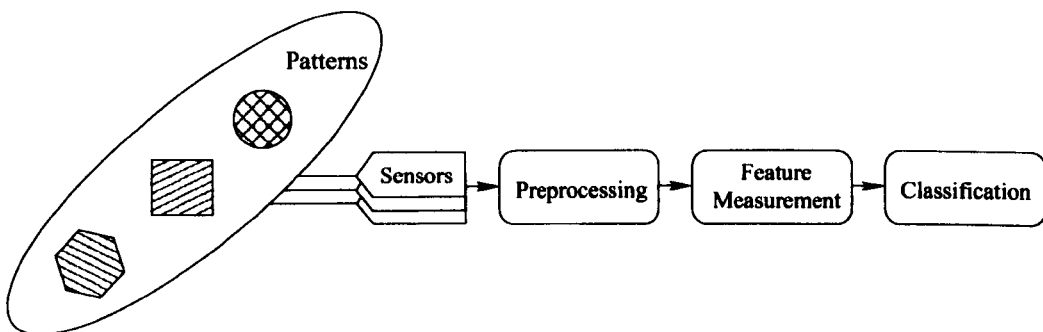 Patterns
Sensors
Preprocessing
Feature
Measurement
Classification